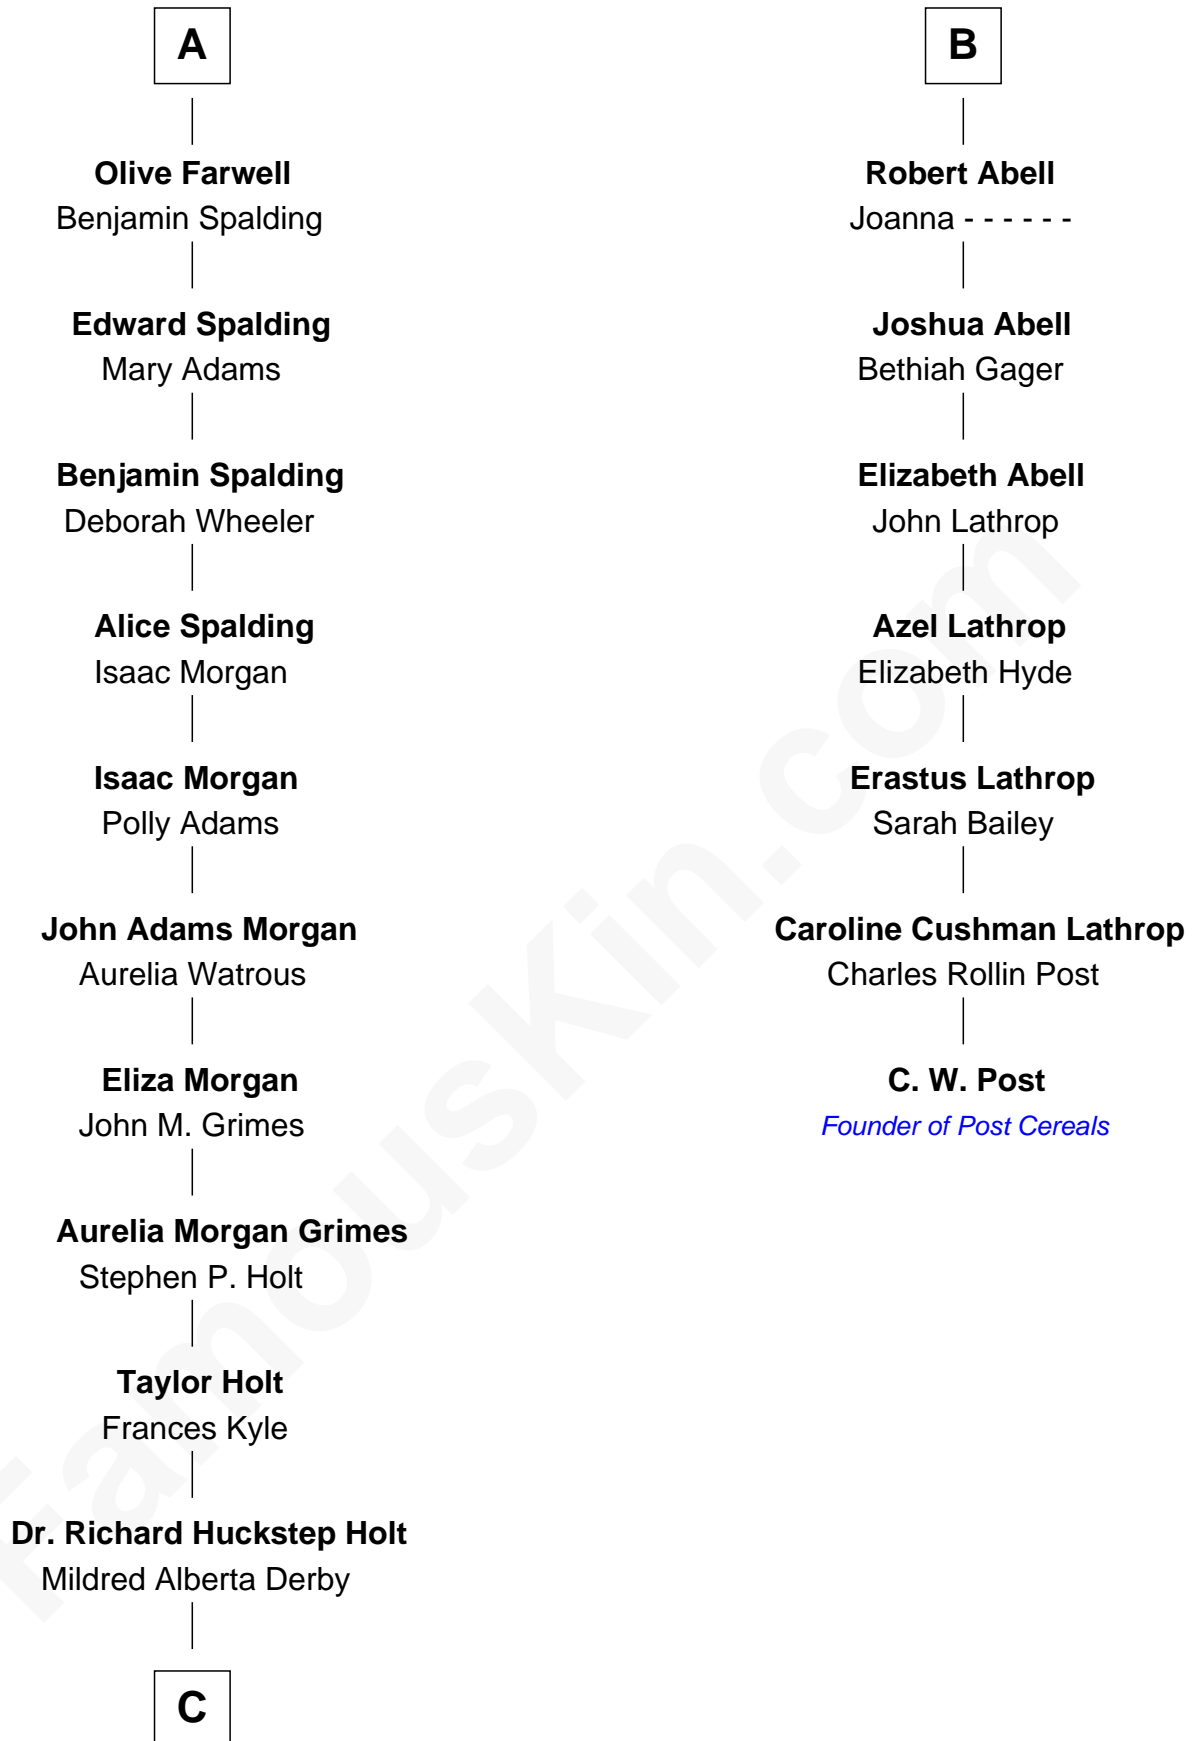 A
Olive Farwell
Benjamin Spalding
Edward Spalding
Mary Adams
Benjamin Spalding
Deborah Wheeler
Alice Spalding
Isaac Morgan
Isaac Morgan
Polly Adams
John Adams Morgan
Aurelia Watrous
Eliza Morgan
John M. Grimes
Aurelia Morgan Grimes
Stephen P. Holt
Taylor Holt
Frances Kyle
Dr. Richard Huckstep Holt
Mildred Alberta Derby
C
B
Robert Abell
Joanna - - - - - -
Joshua Abell
Bethiah Gager
Elizabeth Abell
John Lathrop
Azel Lathrop
Elizabeth Hyde
Erastus Lathrop
Sarah Bailey
Caroline Cushman Lathrop
Charles Rollin Post
C. W. Post
Founder of Post Cereals
FamousKin.com